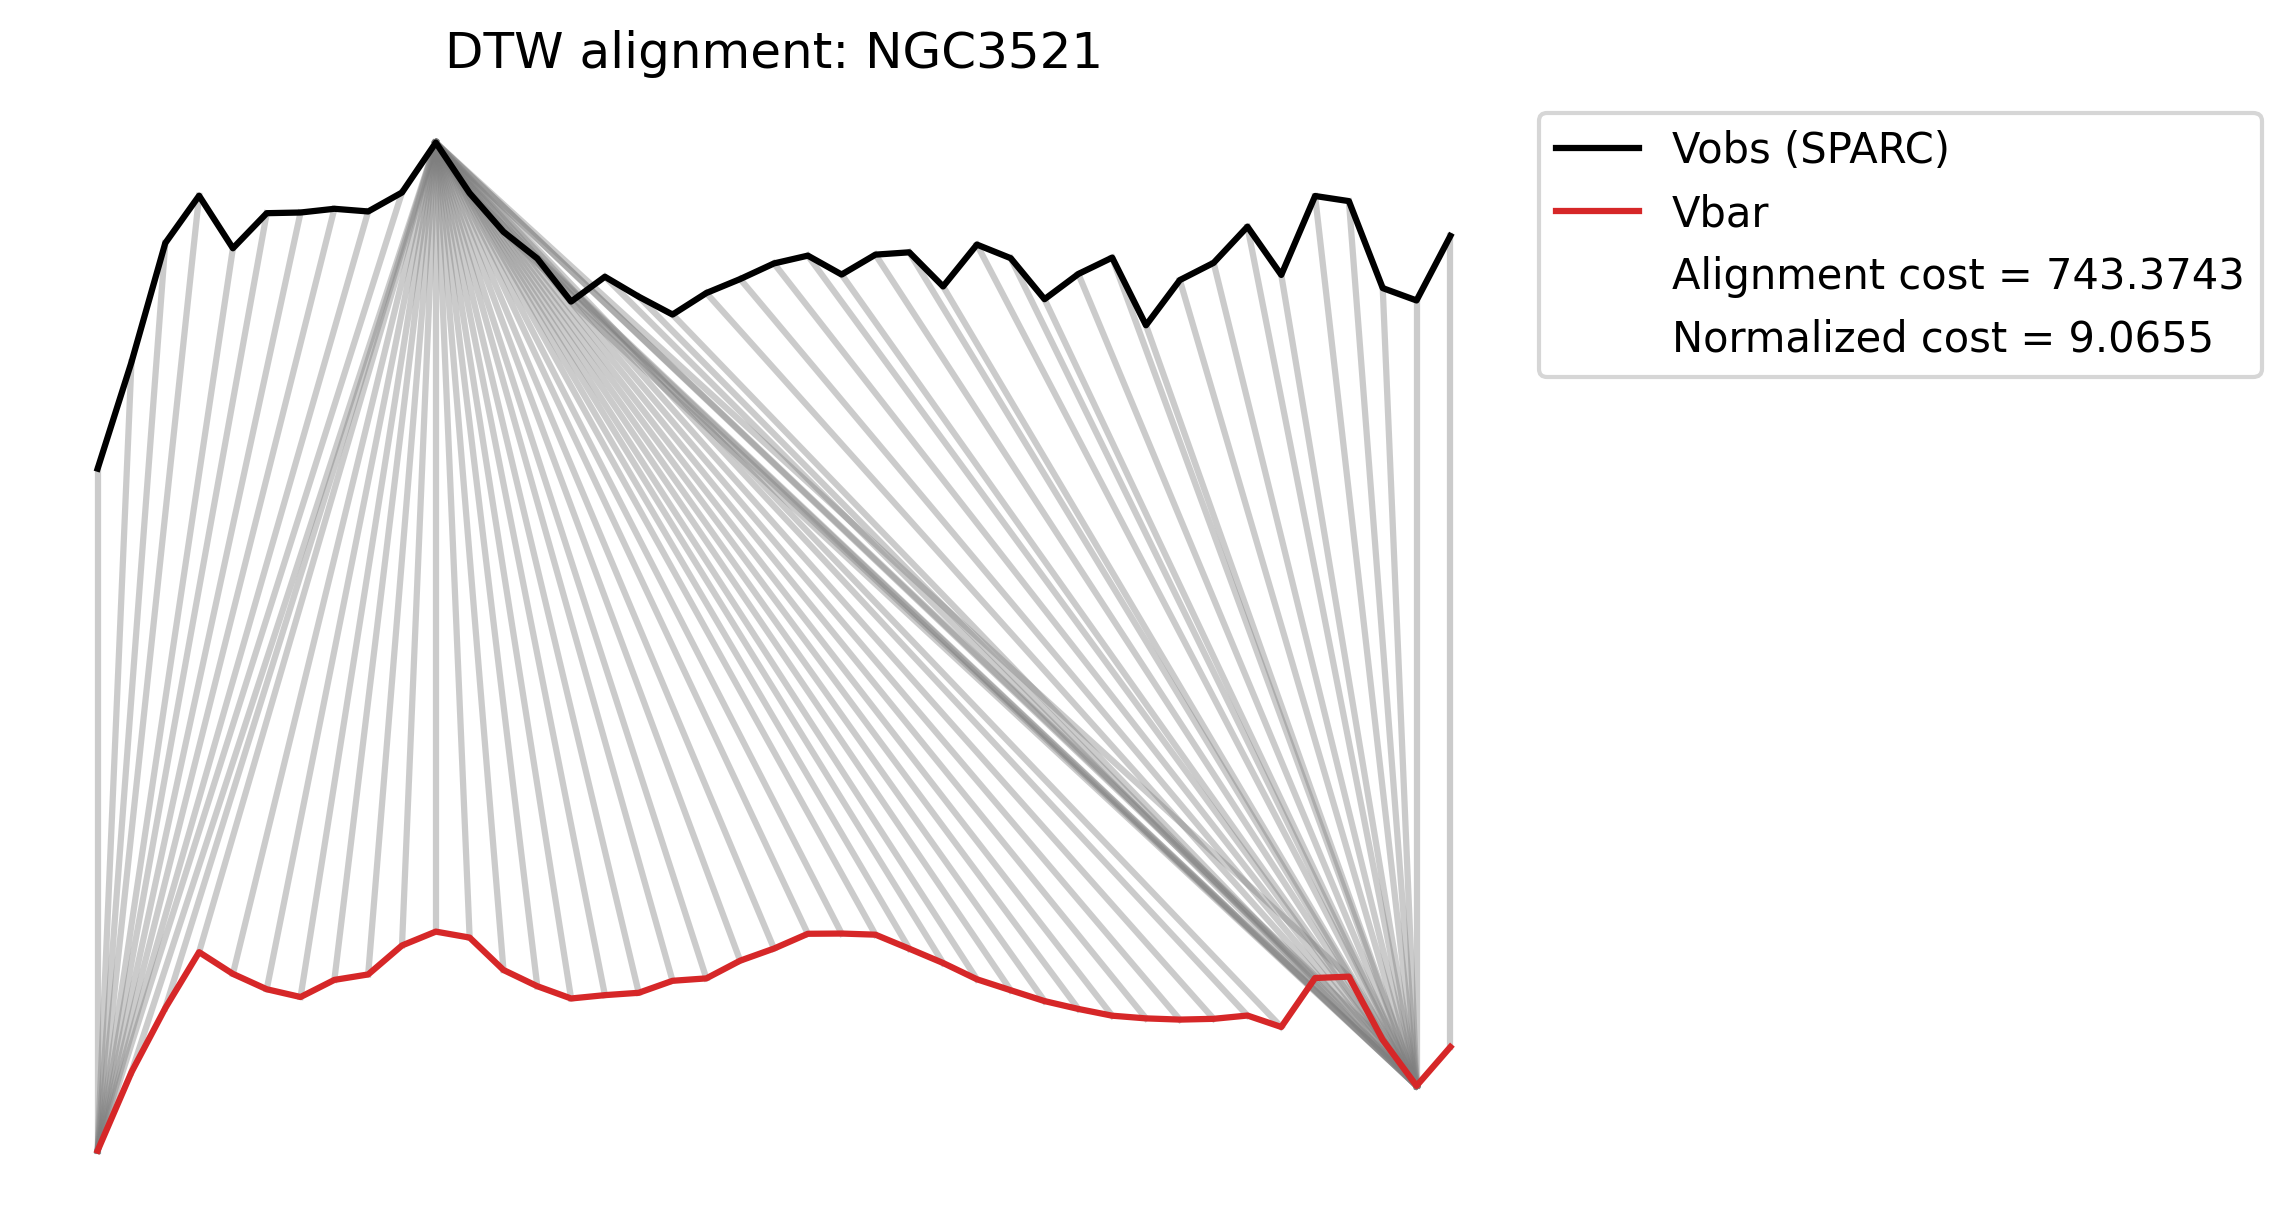 DTW alignment: NGC3521
Vobs (SPARC)
Vbar
Alignment cost = 743.3743
Normalized cost = 9.0655